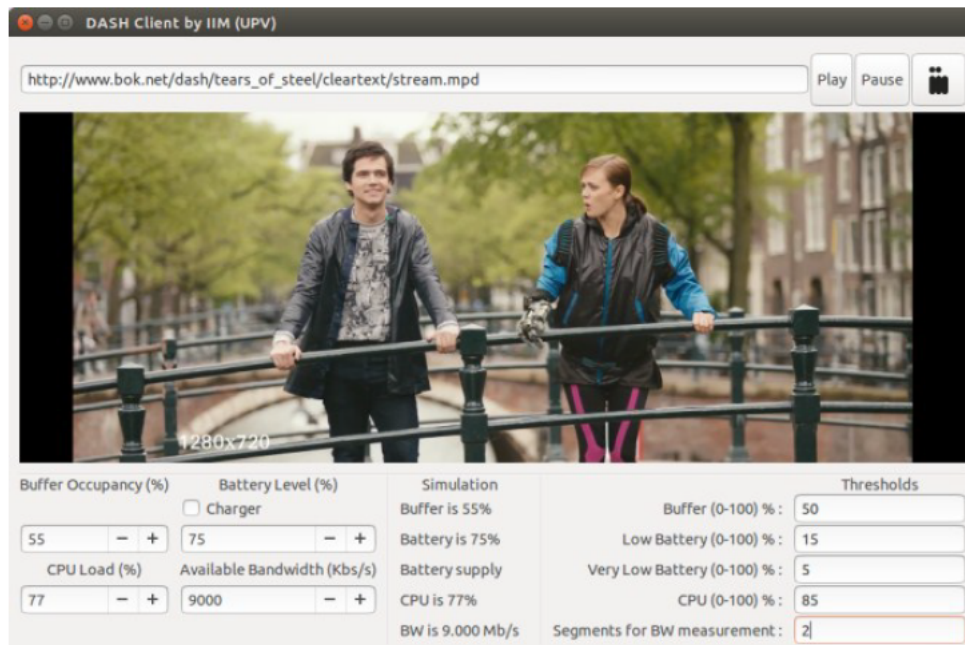 DASH Client by IIM (UPV)
http://www.bok.net/dash/tears_of_steel/cleartext/stream.mpd
Play
Pause
1280x720
Buffer Occupancy (%)
Battery Level (%)
Simulation
Thresholds
Charger
Buffer is 55%
Buffer (0-100) % :
50
55
−
+
75
−
+
Battery is 75%
Low Battery (0-100) % :
15
CPU Load (%)
Available Bandwidth (Kbs/s)
Battery supply
Very Low Battery (0-100) % :
5
77
−
+
9000
−
+
CPU is 77%
CPU (0-100) % :
85
BW is 9.000 Mb/s
Segments for BW measurement :
2